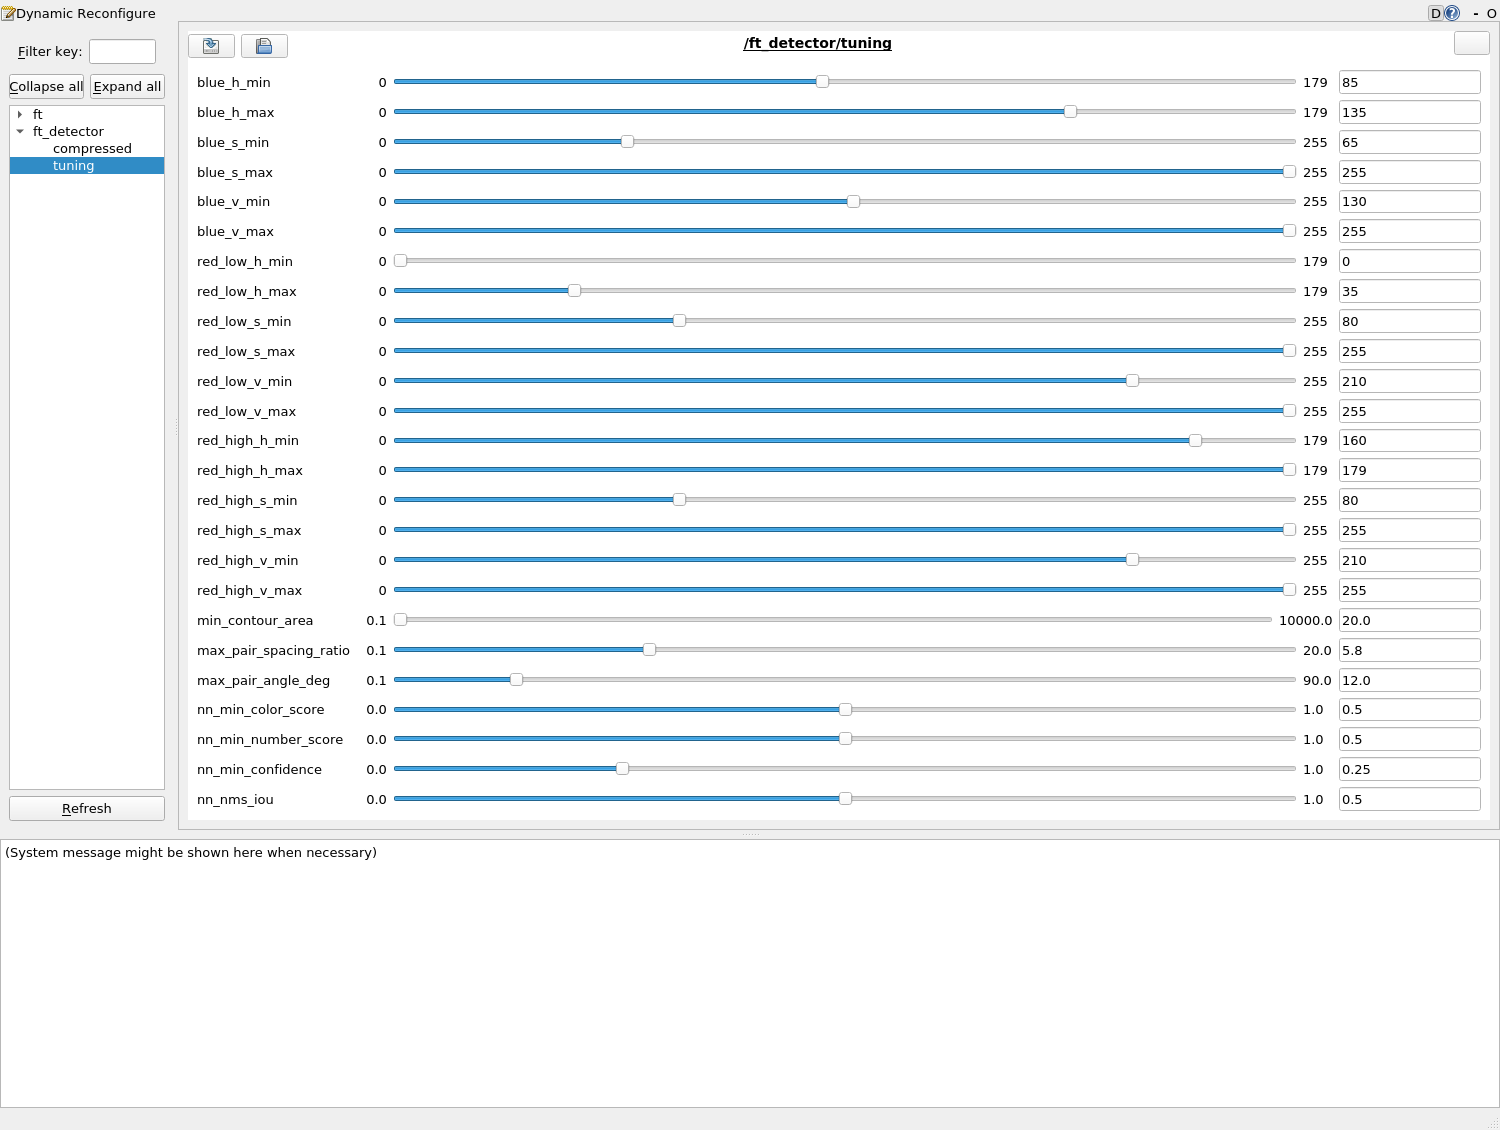 Dynamic Reconfigure
D ? - O
Filter key:
Collapse all Expand all
ft
ft_detector
compressed
tuning
Refresh
/ft_detector/tuning
blue_h_min 0 179 85
blue_h_max 0 179 135
blue_s_min 0 255 65
blue_s_max 0 255 255
blue_v_min 0 255 130
blue_v_max 0 255 255
red_low_h_min 0 179 0
red_low_h_max 0 179 35
red_low_s_min 0 255 80
red_low_s_max 0 255 255
red_low_v_min 0 255 210
red_low_v_max 0 255 255
red_high_h_min 0 179 160
red_high_h_max 0 179 179
red_high_s_min 0 255 80
red_high_s_max 0 255 255
red_high_v_min 0 255 210
red_high_v_max 0 255 255
min_contour_area 0.1 10000.0 20.0
max_pair_spacing_ratio 0.1 20.0 5.8
max_pair_angle_deg 0.1 90.0 12.0
nn_min_color_score 0.0 1.0 0.5
nn_min_number_score 0.0 1.0 0.5
nn_min_confidence 0.0 1.0 0.25
nn_nms_iou 0.0 1.0 0.5
(System message might be shown here when necessary)